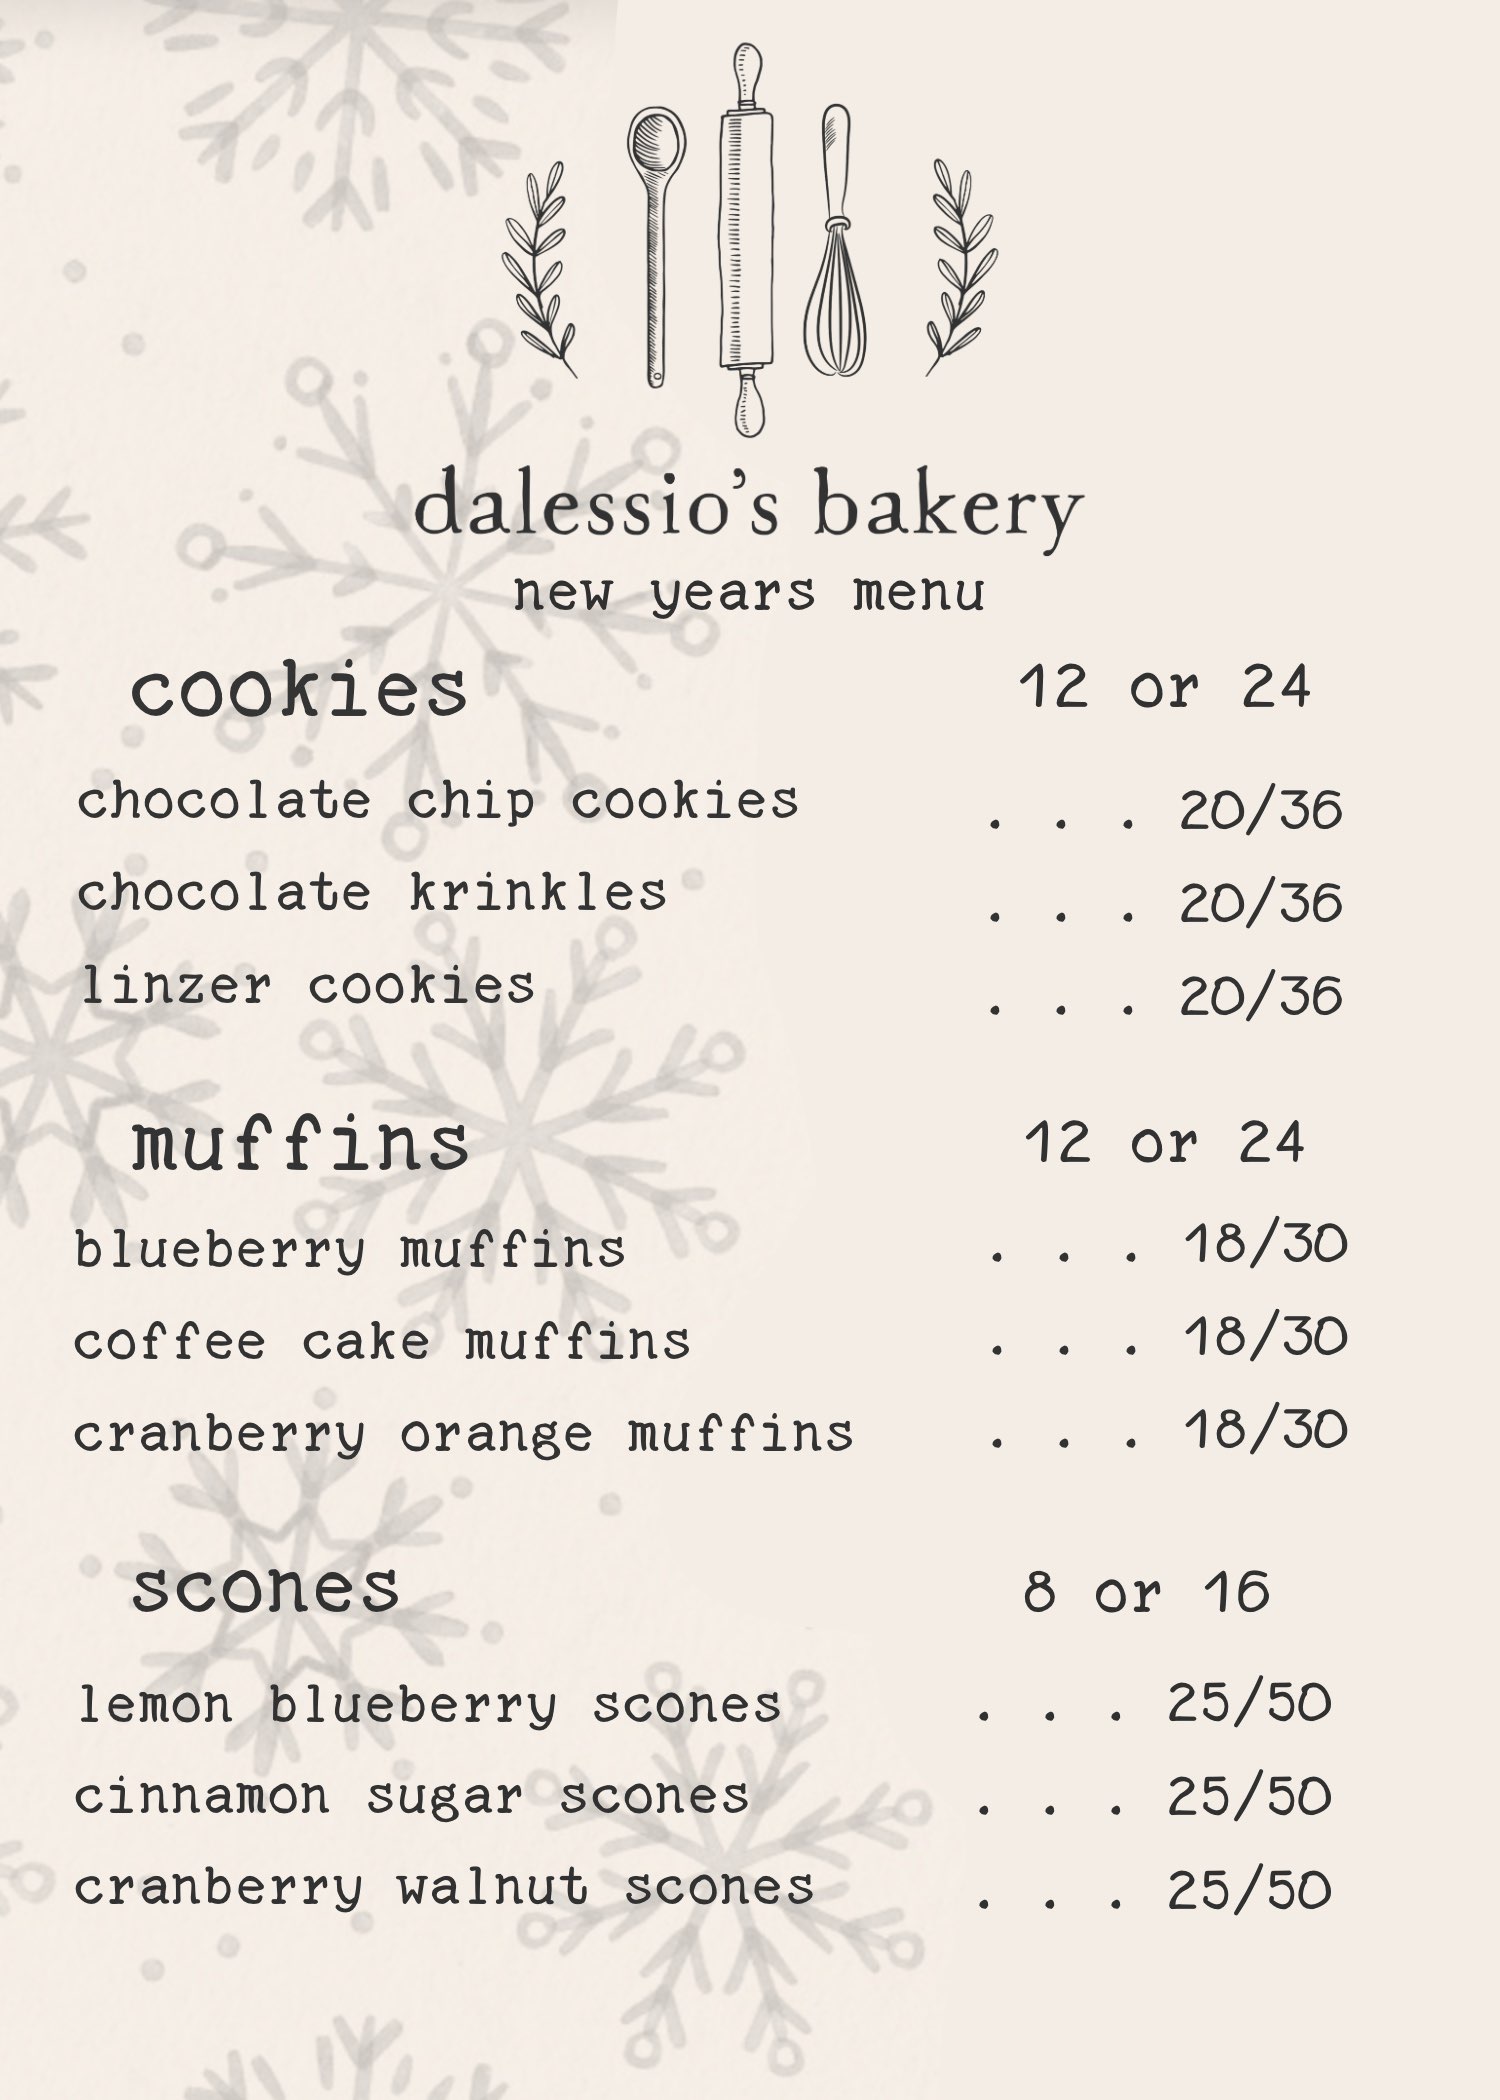 dalessio's bakery
new years menu
cookies 12 or 24
chocolate chip cookies . . . 20/36
chocolate krinkles . . . 20/36
linzer cookies . . . 20/36
muffins 12 or 24
blueberry muffins . . . 18/30
coffee cake muffins . . . 18/30
cranberry orange muffins . . . 18/30
scones 8 or 16
lemon blueberry scones . . . 25/50
cinnamon sugar scones . . . 25/50
cranberry walnut scones . . . 25/50